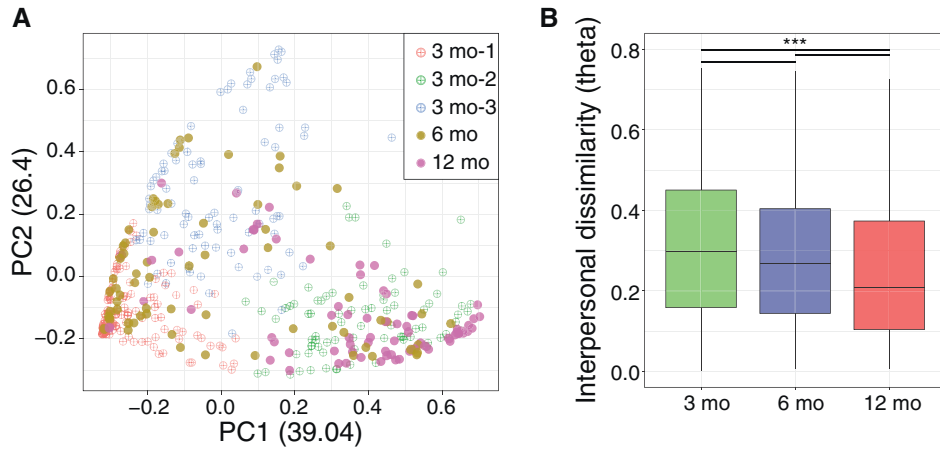 A
PC2 (26.4)
0.6
0.4
0.2
0.0
−0.2
−0.2
0.0
0.2
0.4
0.6
PC1 (39.04)
3 mo-1
3 mo-2
3 mo-3
6 mo
12 mo
B
Interpersonal dissimilarity (theta)
0.8
0.6
0.4
0.2
0.0
***
3 mo
6 mo
12 mo